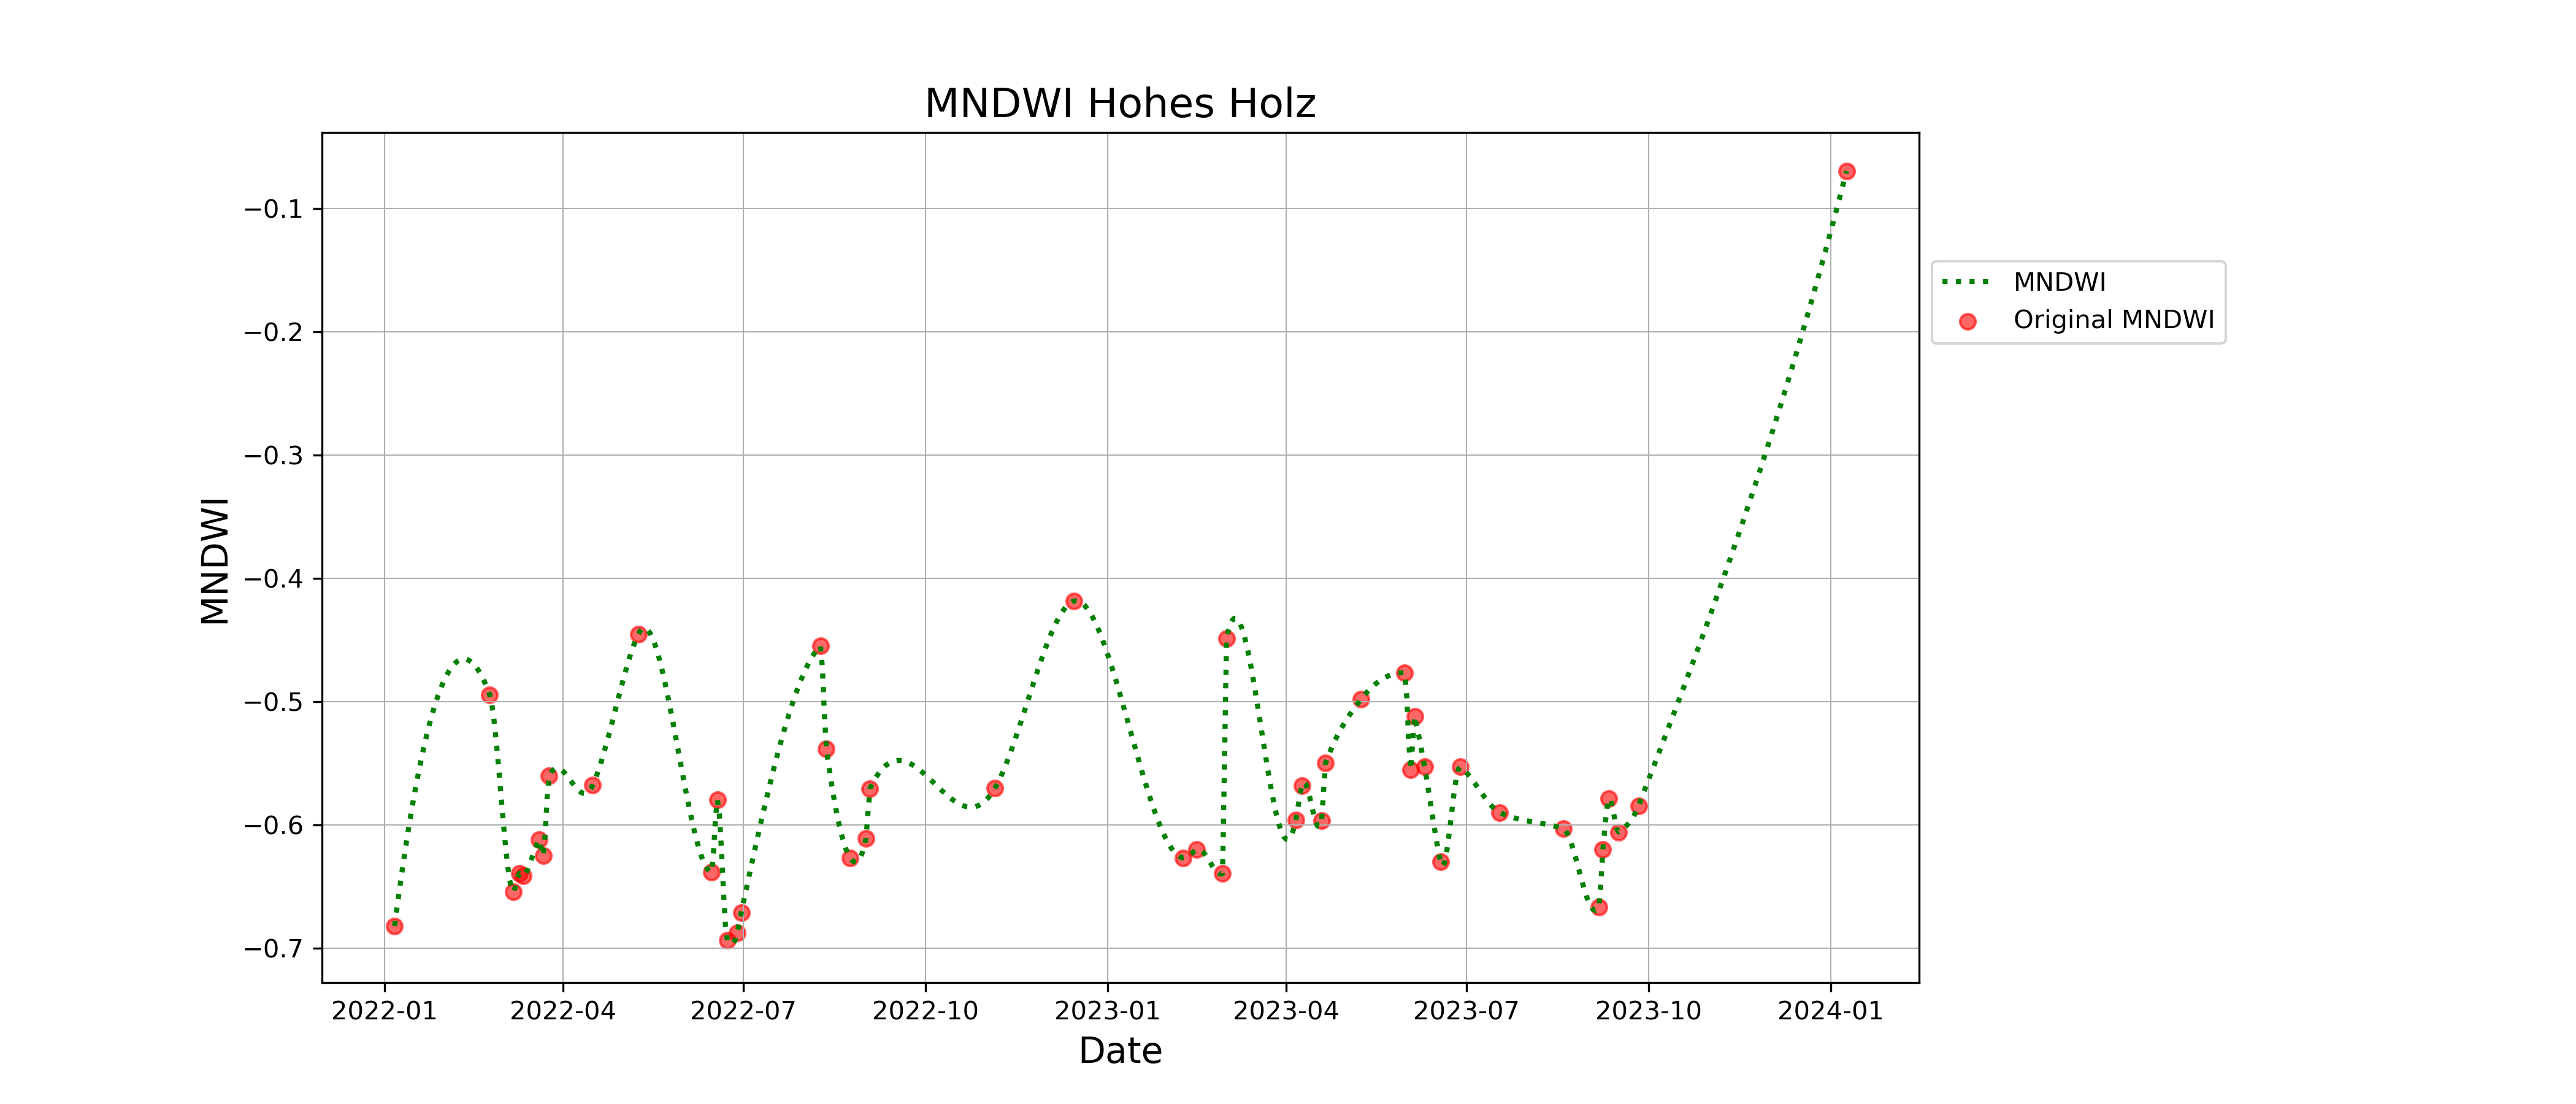 MNDWI Hohes Holz
MNDWI
−0.1
−0.2
−0.3
−0.4
−0.5
−0.6
−0.7
2022-01 2022-04 2022-07 2022-10 2023-01 2023-04 2023-07 2023-10 2024-01
Date
MNDWI
Original MNDWI